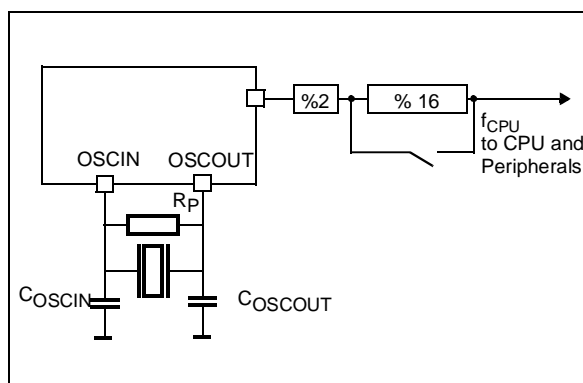 %2
% 16
fCPU
to CPU and
Peripherals
OSCIN
OSCOUT
RP
COSCIN
COSCOUT